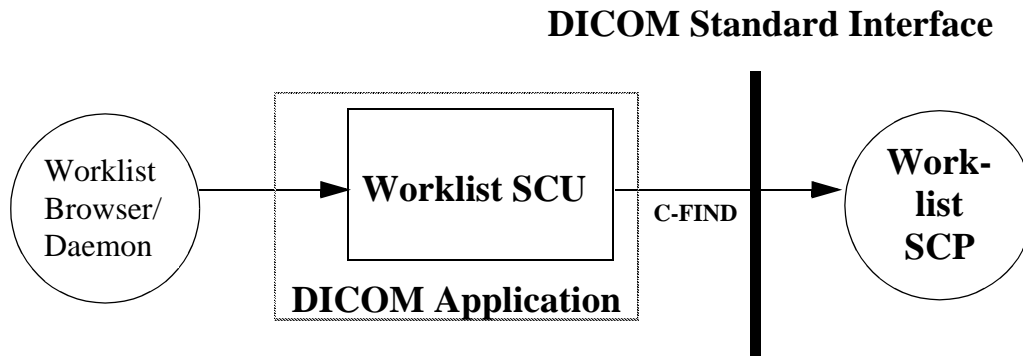 DICOM Standard Interface
Worklist
Browser/
Daemon
Worklist SCU
DICOM Application
C-FIND
Work-
list
SCP